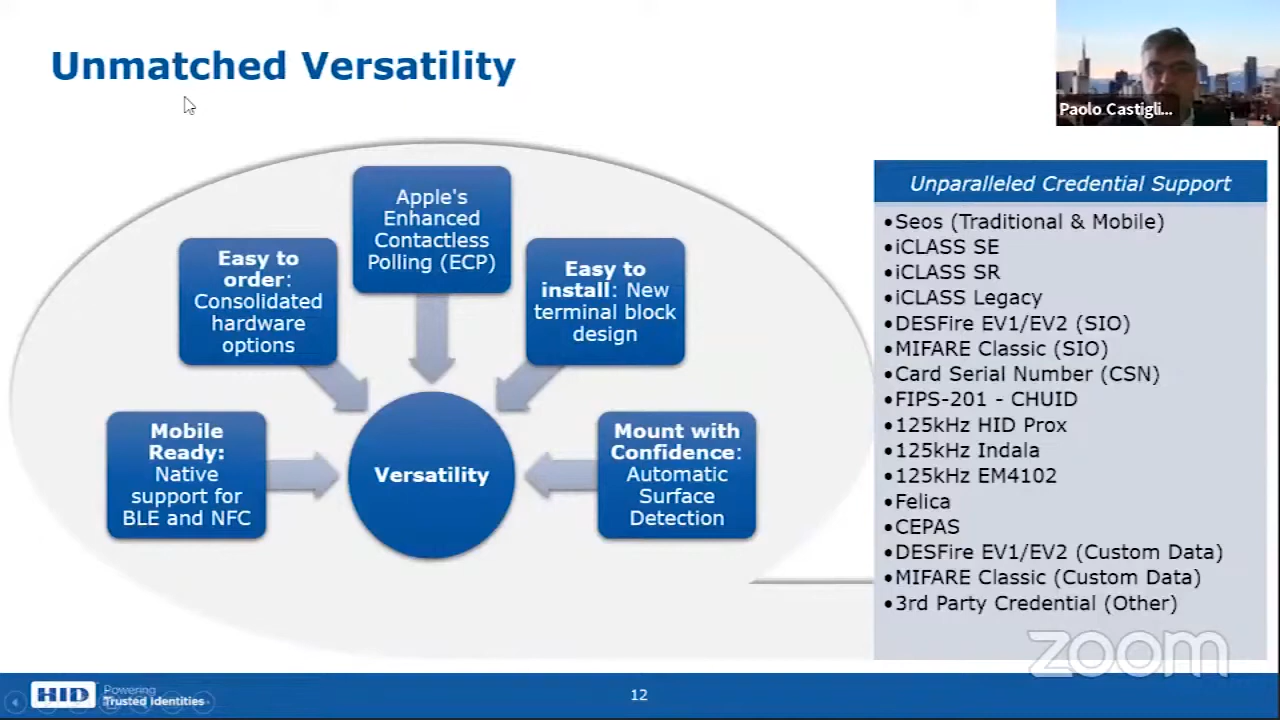 Unmatched Versatility
Paolo Castigli...
Apple's
Enhanced
Contactless
Polling (ECP)
Easy to
order:
Consolidated
hardware
options
Easy to
install: New
terminal block
design
Mobile
Ready:
Native
support for
BLE and NFC
Versatility
Mount with
Confidence:
Automatic
Surface
Detection
Unparalleled Credential Support
•Seos (Traditional & Mobile)
•iCLASS SE
•iCLASS SR
•iCLASS Legacy
•DESFire EV1/EV2 (SIO)
•MIFARE Classic (SIO)
•Card Serial Number (CSN)
•FIPS-201 - CHUID
•125kHz HID Prox
•125kHz Indala
•125kHz EM4102
•Felica
•CEPAS
•DESFire EV1/EV2 (Custom Data)
•MIFARE Classic (Custom Data)
•3rd Party Credential (Other)
zoom
HID
Powering
Trusted Identities
12